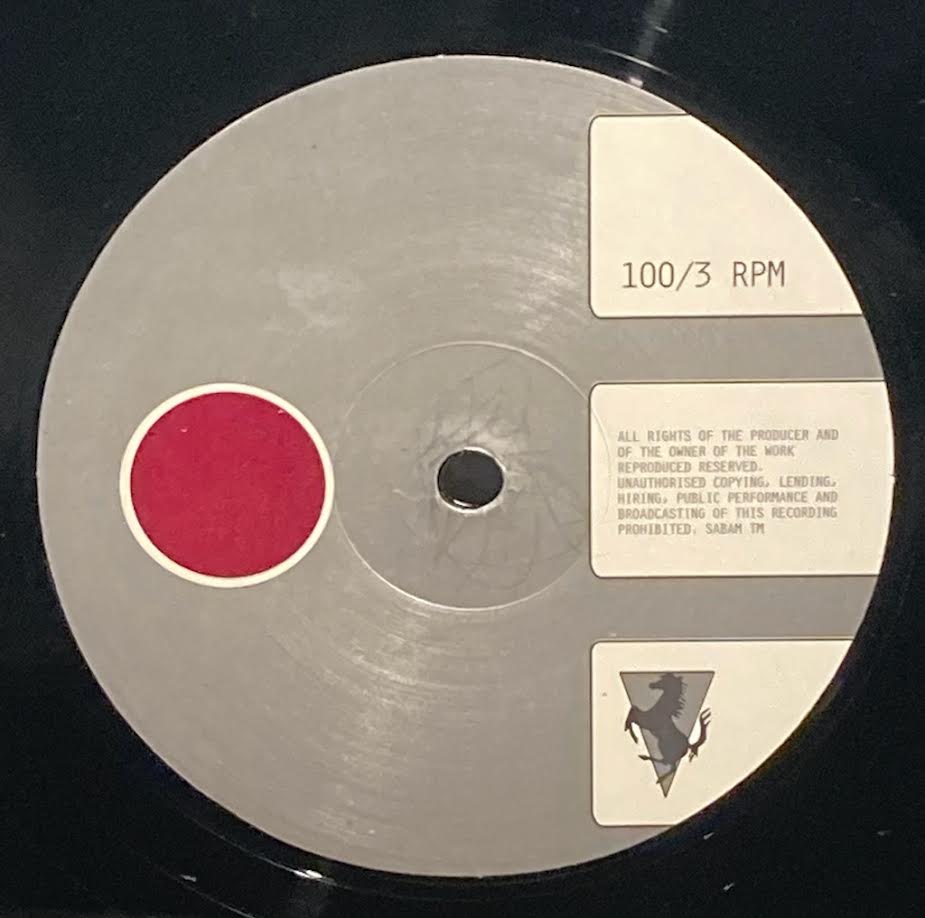 100/3 RPM
ALL RIGHTS OF THE PRODUCER AND
OF THE OWNER OF THE WORK
REPRODUCED RESERVED.
UNAUTHORISED COPYING, LENDING,
HIRING, PUBLIC PERFORMANCE AND
BROADCASTING OF THIS RECORDING
PROHIBITED. SABAM TM